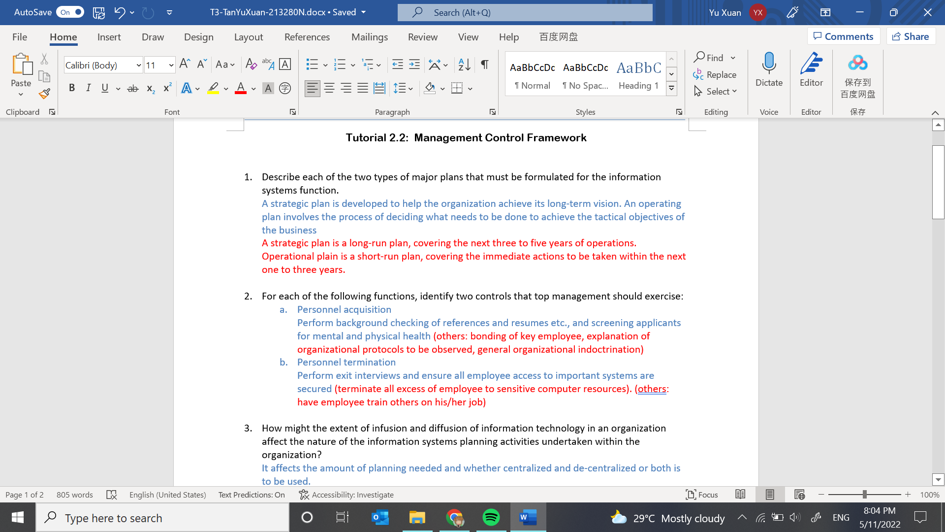 AutoSave On T3-TanYuXuan-213280N.docx • Saved Search (Alt+Q) Yu Xuan YX
File Home Insert Draw Design Layout References Mailings Review View Help 百度网盘 Comments Share
Calibri (Body) 11 A A Aa A abc A
AaBbCcDc AaBbCcDc AaBbC
Find
Replace
Select
Paste
B I U ab x₂ x² A A A 字
¶ Normal ¶ No Spac... Heading 1
Dictate Editor 保存到
百度网盘
Clipboard Font Paragraph Styles Editing Voice Editor 保存
Tutorial 2.2: Management Control Framework
1. Describe each of the two types of major plans that must be formulated for the information
systems function.
A strategic plan is developed to help the organization achieve its long-term vision. An operating
plan involves the process of deciding what needs to be done to achieve the tactical objectives of
the business
A strategic plan is a long-run plan, covering the next three to five years of operations.
Operational plain is a short-run plan, covering the immediate actions to be taken within the next
one to three years.
2. For each of the following functions, identify two controls that top management should exercise:
a. Personnel acquisition
Perform background checking of references and resumes etc., and screening applicants
for mental and physical health (others: bonding of key employee, explanation of
organizational protocols to be observed, general organizational indoctrination)
b. Personnel termination
Perform exit interviews and ensure all employee access to important systems are
secured (terminate all excess of employee to sensitive computer resources). (others:
have employee train others on his/her job)
3. How might the extent of infusion and diffusion of information technology in an organization
affect the nature of the information systems planning activities undertaken within the
organization?
It affects the amount of planning needed and whether centralized and de-centralized or both is
to be used.
Page 1 of 2 805 words English (United States) Text Predictions: On Accessibility: Investigate Focus 100%
Type here to search 29°C Mostly cloudy ENG 8:04 PM
5/11/2022